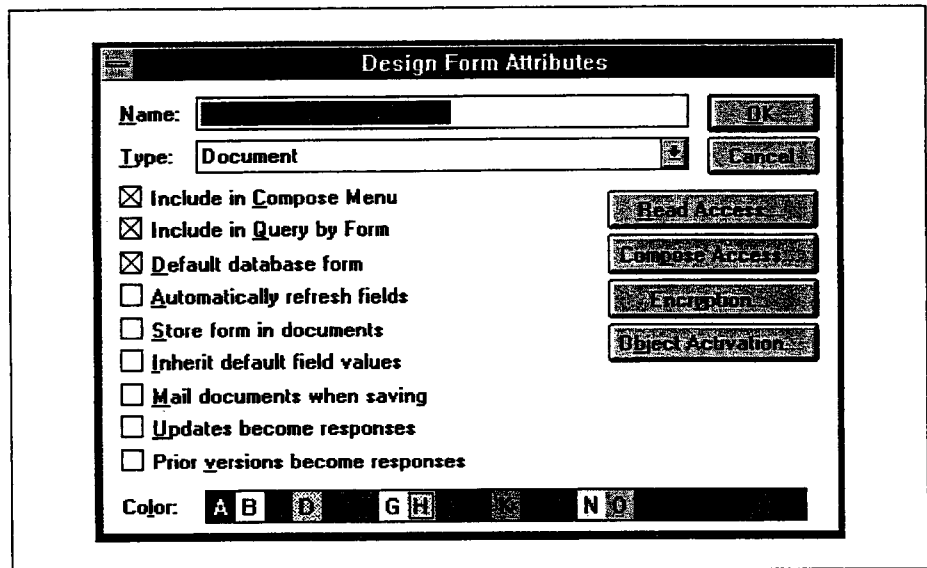 Design Form Attributes
Name:
OK
Type: Document
Cancel
Include in Compose Menu
Include in Query by Form
Default database form
Automatically refresh fields
Store form in documents
Inherit default field values
Mail documents when saving
Updates become responses
Prior versions become responses
Read Access...
Compose Access...
Encryption...
Object Activation...
Color: A B D G H K N O